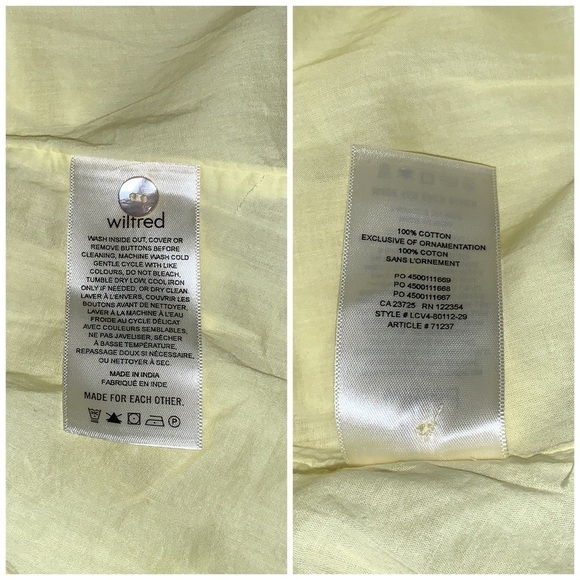 wilfred
WASH INSIDE OUT, COVER OR
REMOVE BUTTONS BEFORE
CLEANING, MACHINE WASH COLD
GENTLE CYCLE WITH LIKE
COLOURS, DO NOT BLEACH,
TUMBLE DRY LOW, COOL IRON
ONLY IF NEEDED, OR DRY CLEAN.
LAVER À L'ENVERS, COUVRIR LES
BOUTONS AVANT DE NETTOYER,
LAVER À LA MACHINE À L'EAU
FROIDE AU CYCLE DÉLICAT
AVEC COULEURS SEMBLABLES,
NE PAS JAVELISER, SÉCHER
À BASSE TEMPÉRATURE,
REPASSAGE DOUX SI NÉCESSAIRE,
OU NETTOYER À SEC.
MADE IN INDIA
FABRIQUÉ EN INDE
MADE FOR EACH OTHER.
P
100% COTTON
EXCLUSIVE OF ORNAMENTATION
100% COTON
SANS L'ORNEMENT
PO 4500111669
PO 4500111668
PO 4500111667
CA 23725 RN 122354
STYLE # LCV4-80112-29
ARTICLE # 71237